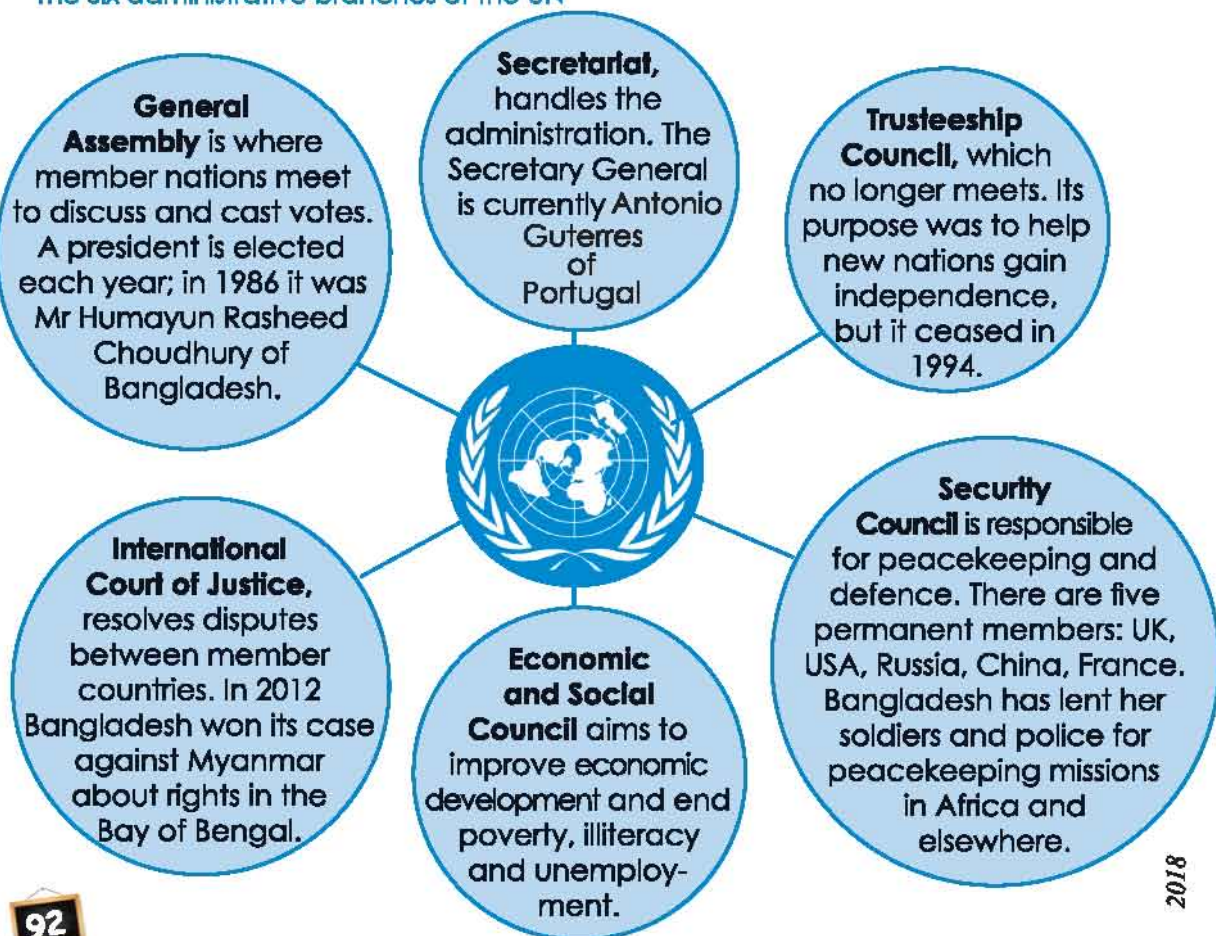 The six administrative branches of the UN
General
Assembly is where
member nations meet
to discuss and cast votes.
A president is elected
each year; in 1986 it was
Mr Humayun Rasheed
Choudhury of
Bangladesh.
Secretariat,
handles the
administration. The
Secretary General
is currently Antonio
Guterres
of
Portugal
Trusteeship
Council, which
no longer meets. Its
purpose was to help
new nations gain
independence,
but it ceased in
1994.
International
Court of Justice,
resolves disputes
between member
countries. In 2012
Bangladesh won its case
against Myanmar
about rights in the
Bay of Bengal.
Economic
and Social
Council aims to
improve economic
development and end
poverty, illiteracy
and unemploy-
ment.
Security
Council is responsible
for peacekeeping and
defence. There are five
permanent members: UK,
USA, Russia, China, France.
Bangladesh has lent her
soldiers and police for
peacekeeping missions
in Africa and
elsewhere.
92
2018